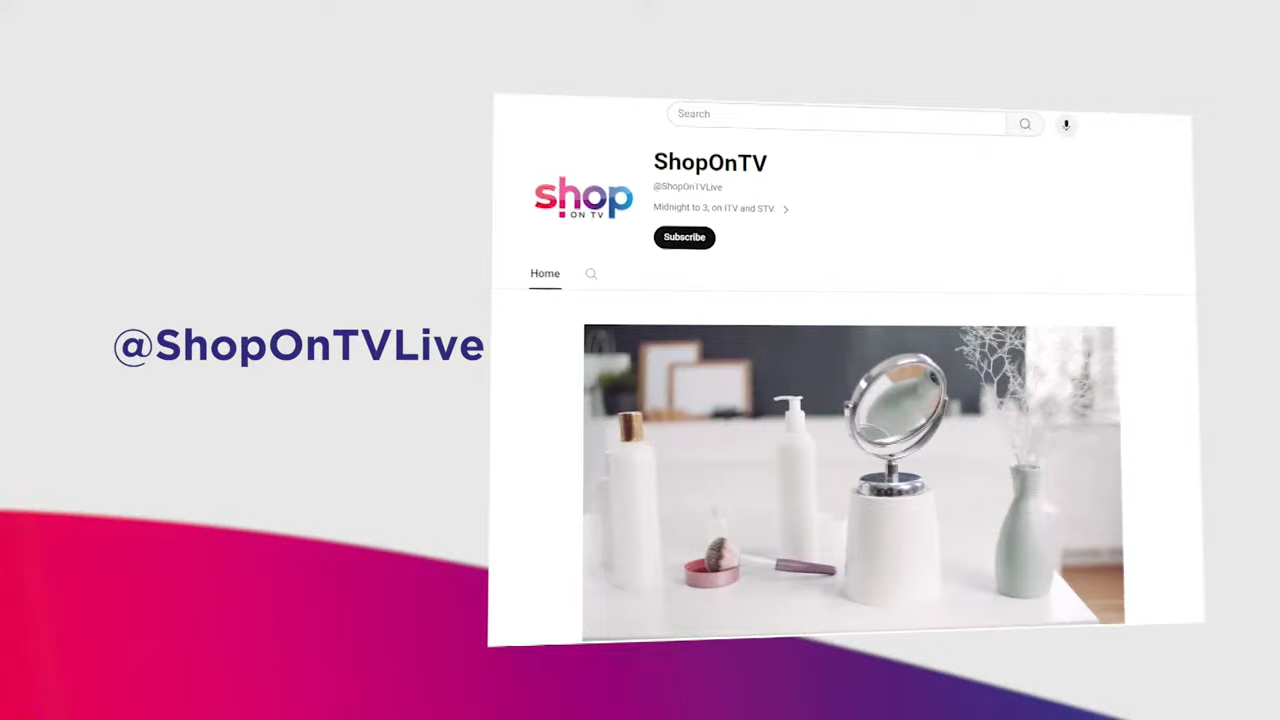 Search
ShopOnTV
@ShopOnTVLive
shop
ON TV
Midnight to 3, on ITV and STV.
Subscribe
Home
@ShopOnTVLive